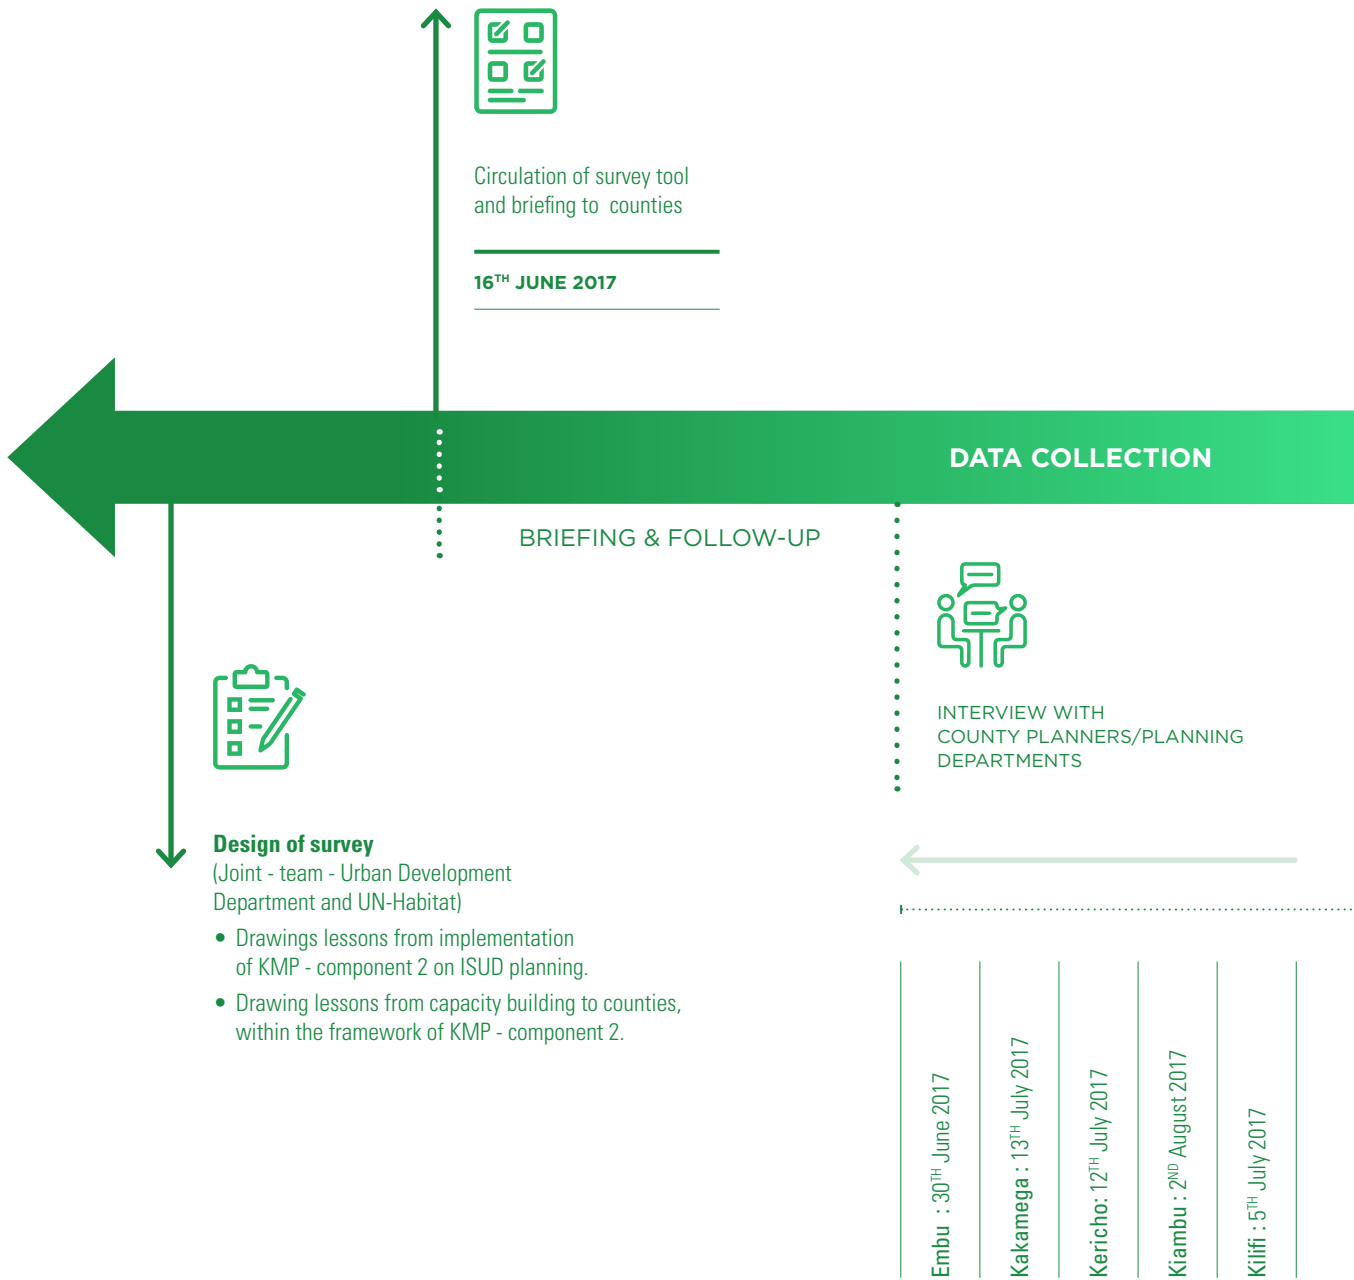 Circulation of survey tool
and briefing to counties
16TH JUNE 2017
DATA COLLECTION
BRIEFING & FOLLOW-UP
INTERVIEW WITH
COUNTY PLANNERS/PLANNING
DEPARTMENTS
Design of survey
(Joint - team - Urban Development
Department and UN-Habitat)
• Drawings lessons from implementation
of KMP - component 2 on ISUD planning.
• Drawing lessons from capacity building to counties,
within the framework of KMP - component 2.
Embu : 30TH June 2017
Kakamega : 13TH July 2017
Kericho: 12TH July 2017
Kiambu : 2ND August 2017
Kilifi : 5TH July 2017